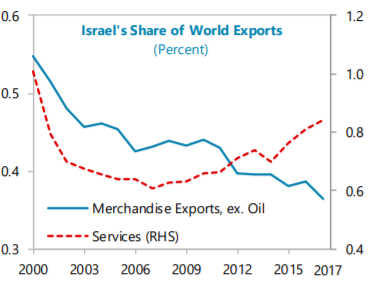 Israel's Share of World Exports
(Percent)
0.6
0.5
0.4
0.3
1.2
1.0
0.8
0.6
0.4
Merchandise Exports, ex. Oil
Services (RHS)
2000 2003 2006 2009 2012 2015 2017